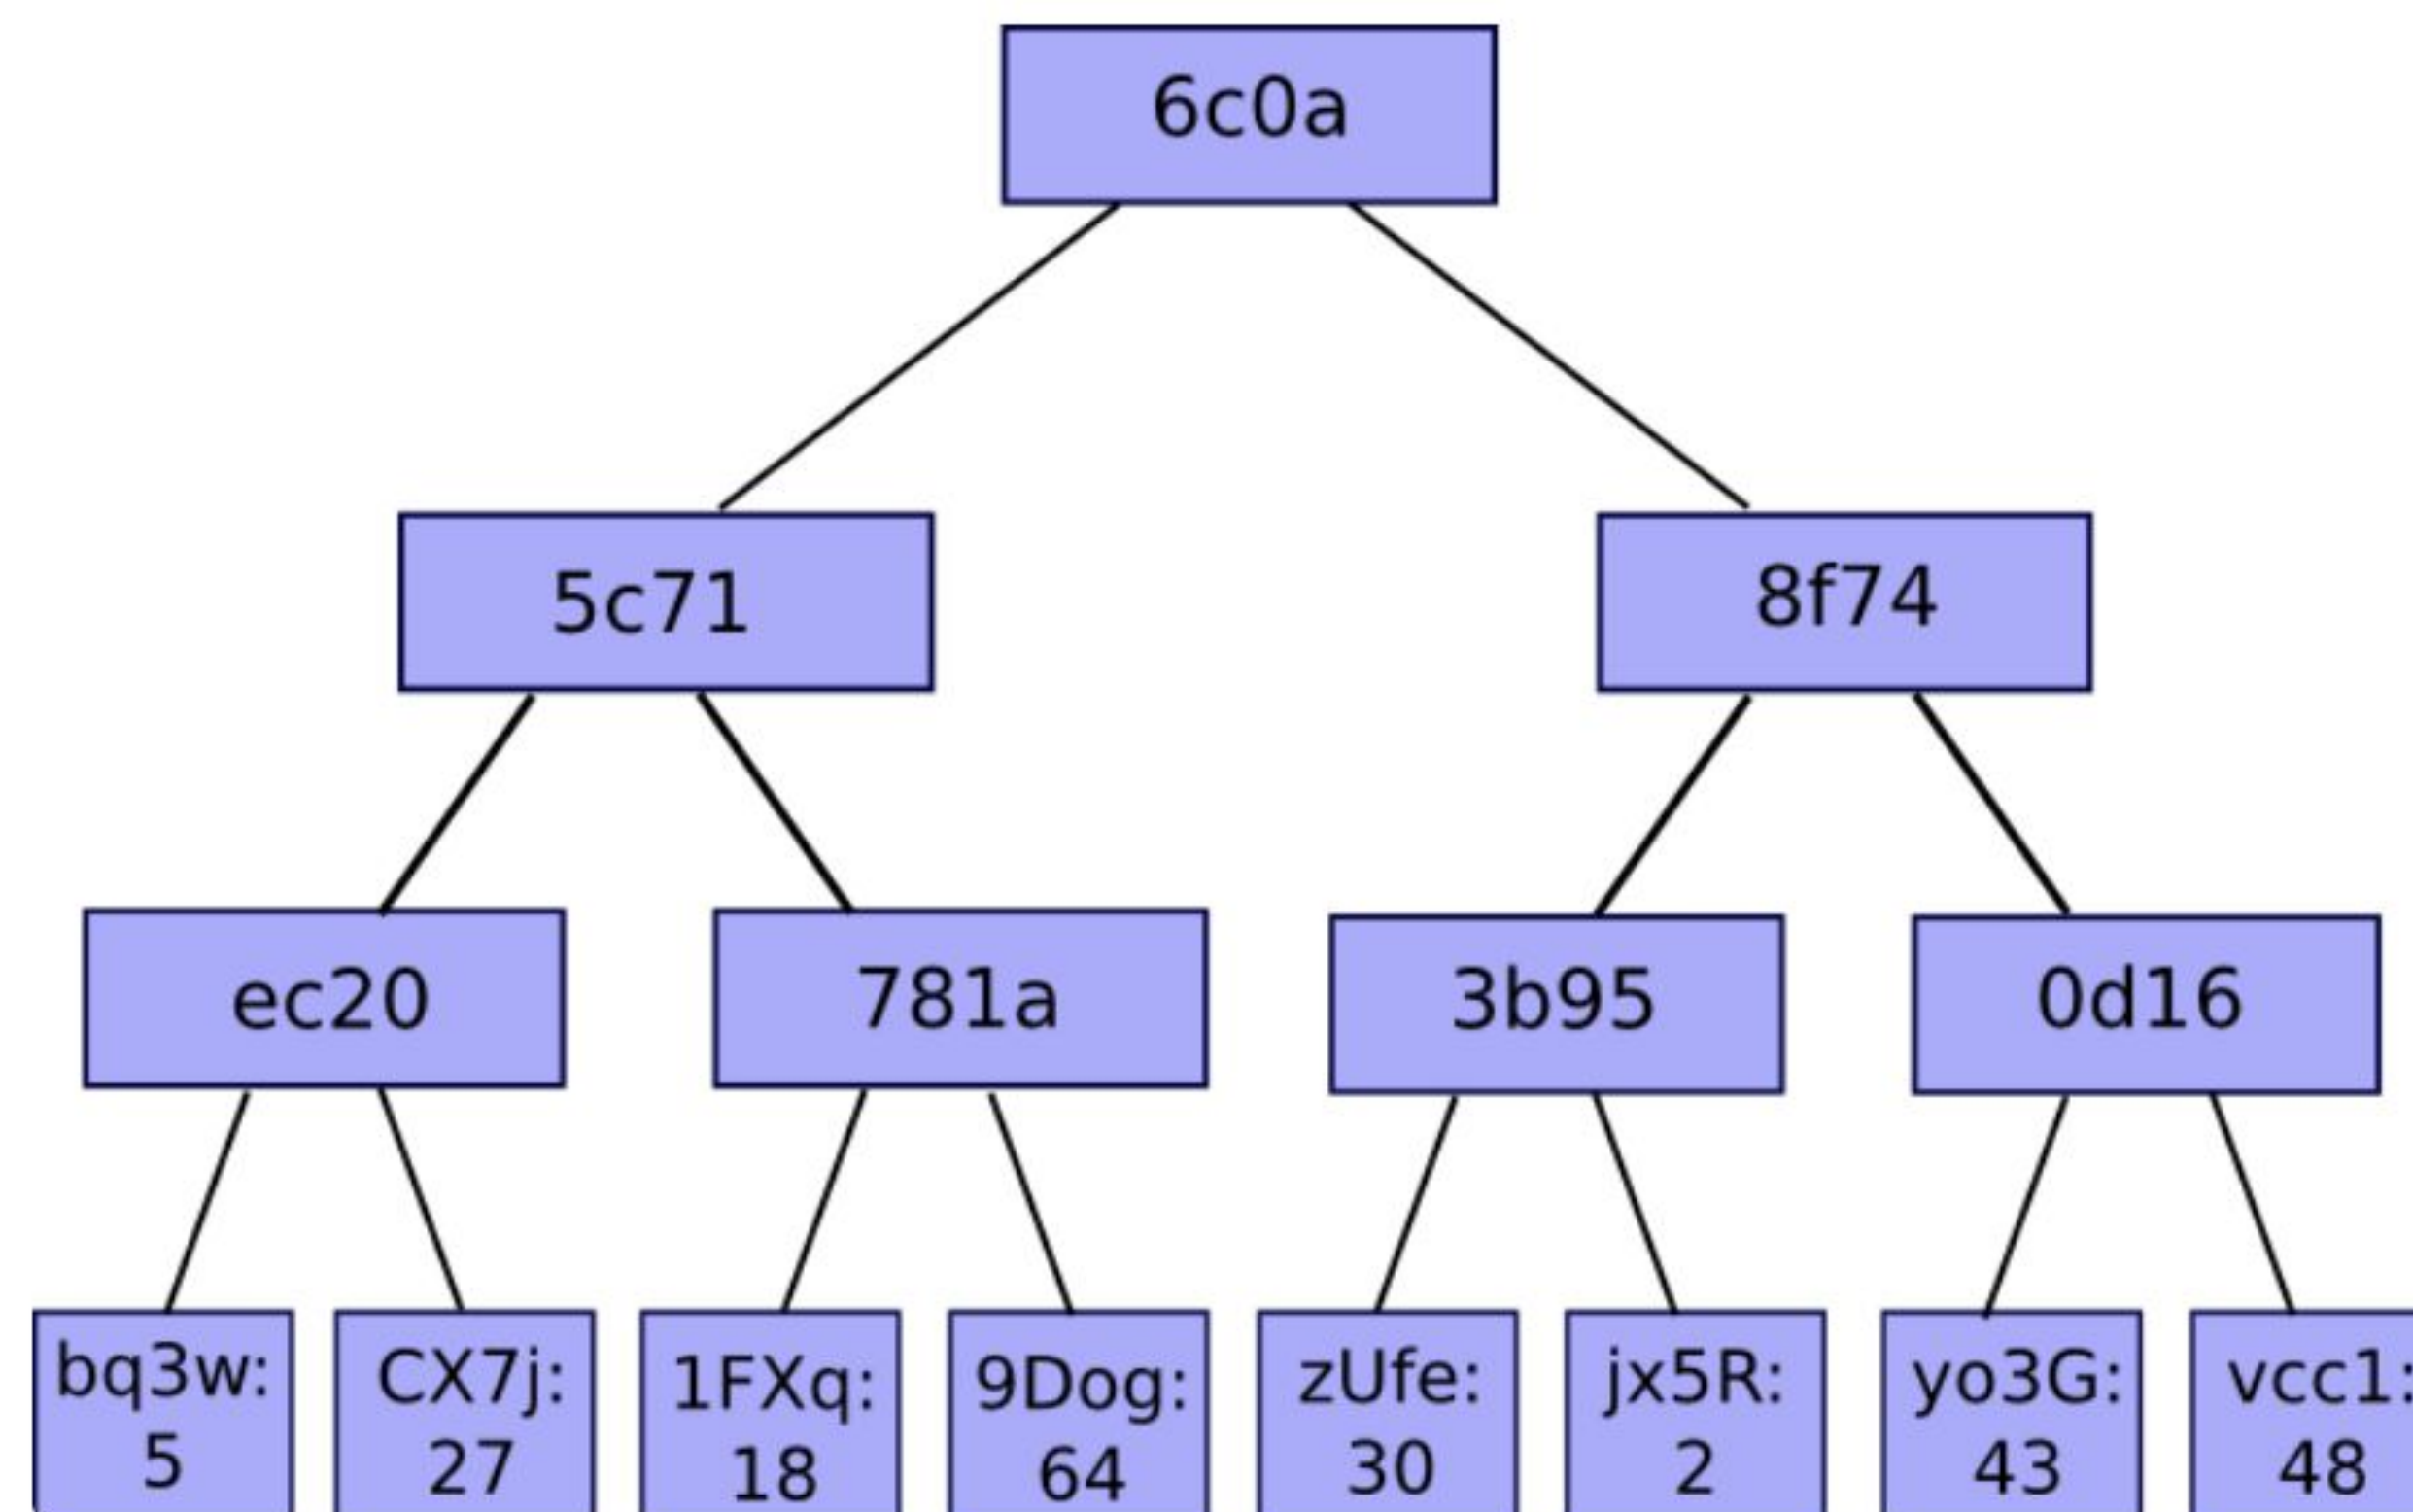 6c0a
5c71
8f74
ec20
781a
3b95
0d16
bq3w:
5
CX7j:
27
1FXq:
18
9Dog:
64
zUfe:
30
jx5R:
2
yo3G:
43
vcc1:
48